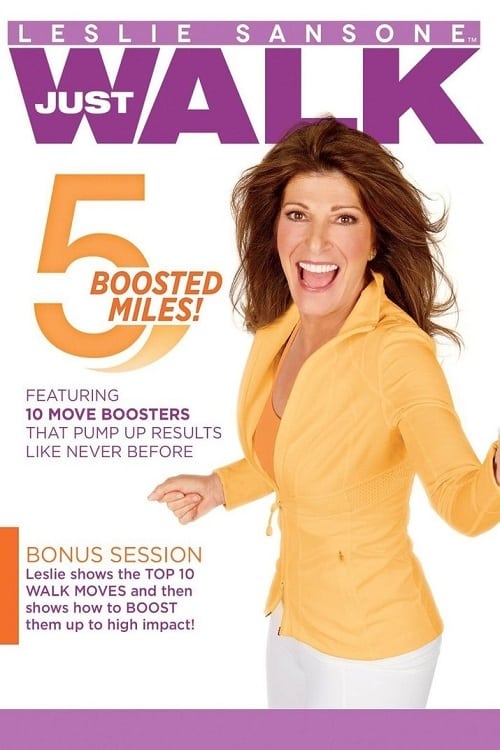 LESLIE SANSONE™
JUST WALK
5 BOOSTED
MILES!
FEATURING
10 MOVE BOOSTERS
THAT PUMP UP RESULTS
LIKE NEVER BEFORE
BONUS SESSION
Leslie shows the TOP 10
WALK MOVES and then
shows how to BOOST
them up to high impact!